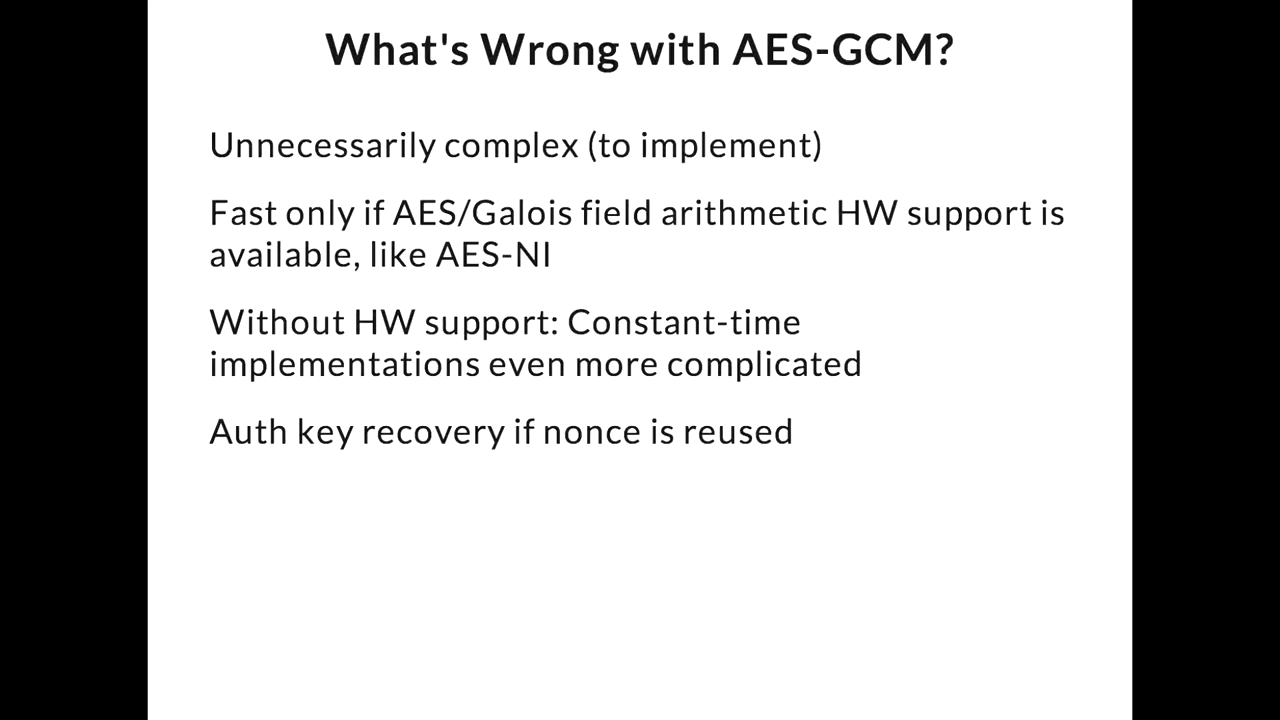 What's Wrong with AES-GCM?
Unnecessarily complex (to implement)
Fast only if AES/Galois field arithmetic HW support is
available, like AES-NI
Without HW support: Constant-time
implementations even more complicated
Auth key recovery if nonce is reused